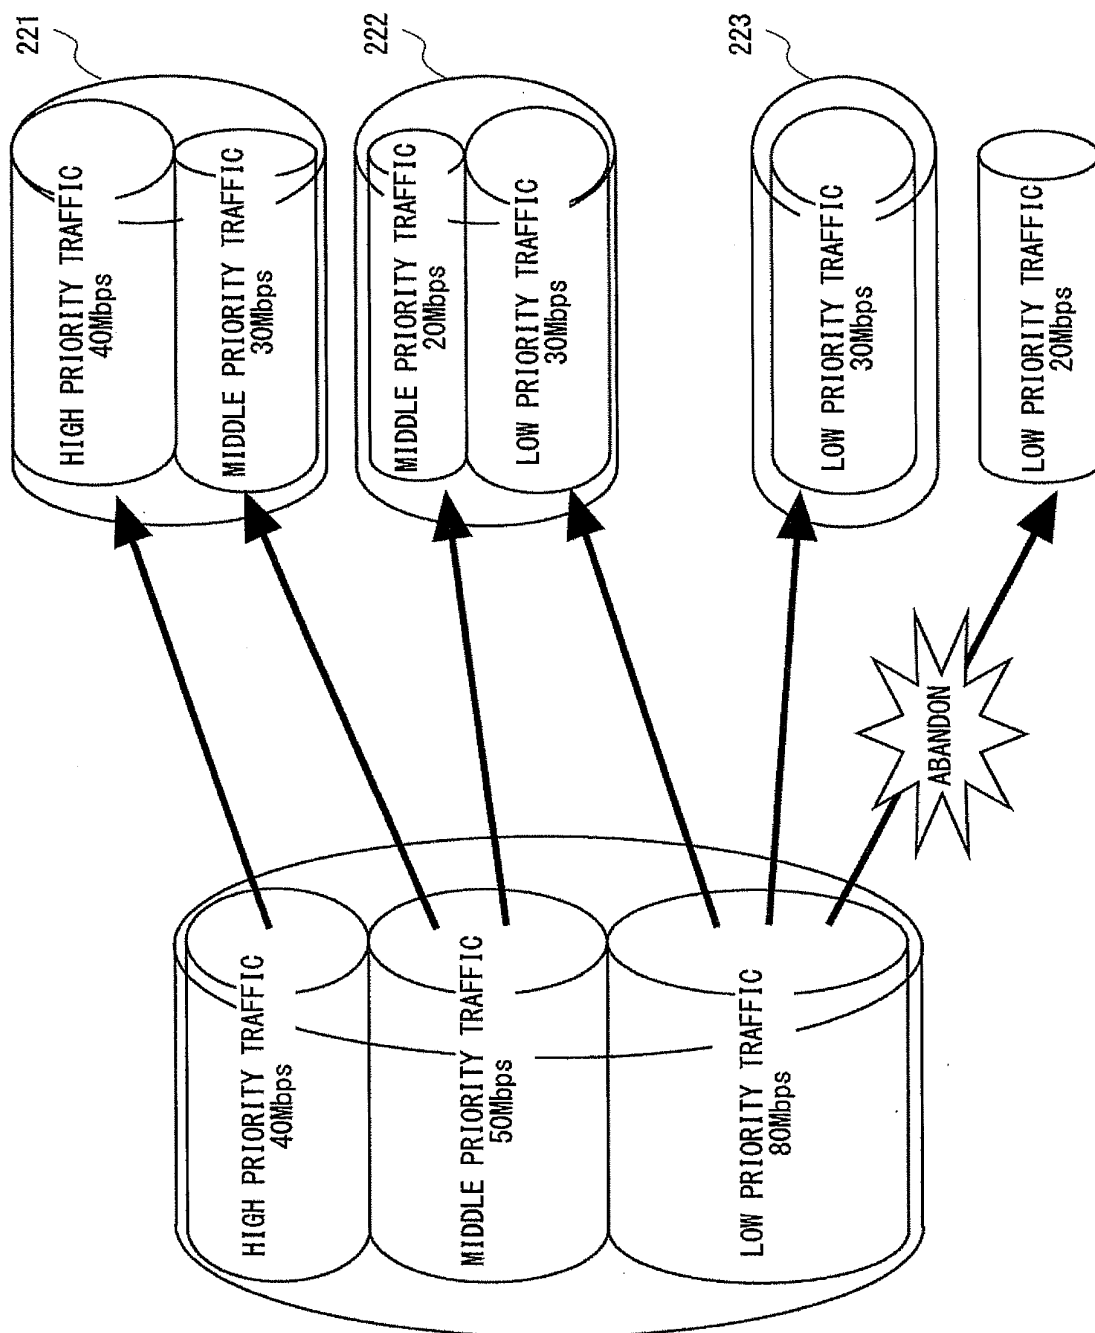 HIGH PRIORITY TRAFFIC
40Mbps
MIDDLE PRIORITY TRAFFIC
50Mbps
LOW PRIORITY TRAFFIC
80Mbps
221
HIGH PRIORITY TRAFFIC
40Mbps
MIDDLE PRIORITY TRAFFIC
30Mbps
222
MIDDLE PRIORITY TRAFFIC
20Mbps
LOW PRIORITY TRAFFIC
30Mbps
223
LOW PRIORITY TRAFFIC
30Mbps
ABANDON
LOW PRIORITY TRAFFIC
20Mbps